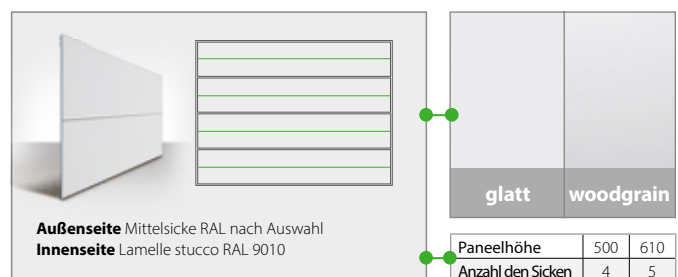 glatt woodgrain
Außenseite Mittelsicke RAL nach Auswahl
Innenseite Lamelle stucco RAL 9010
Paneelhöhe 500 610
Anzahl den Sicken 4 5